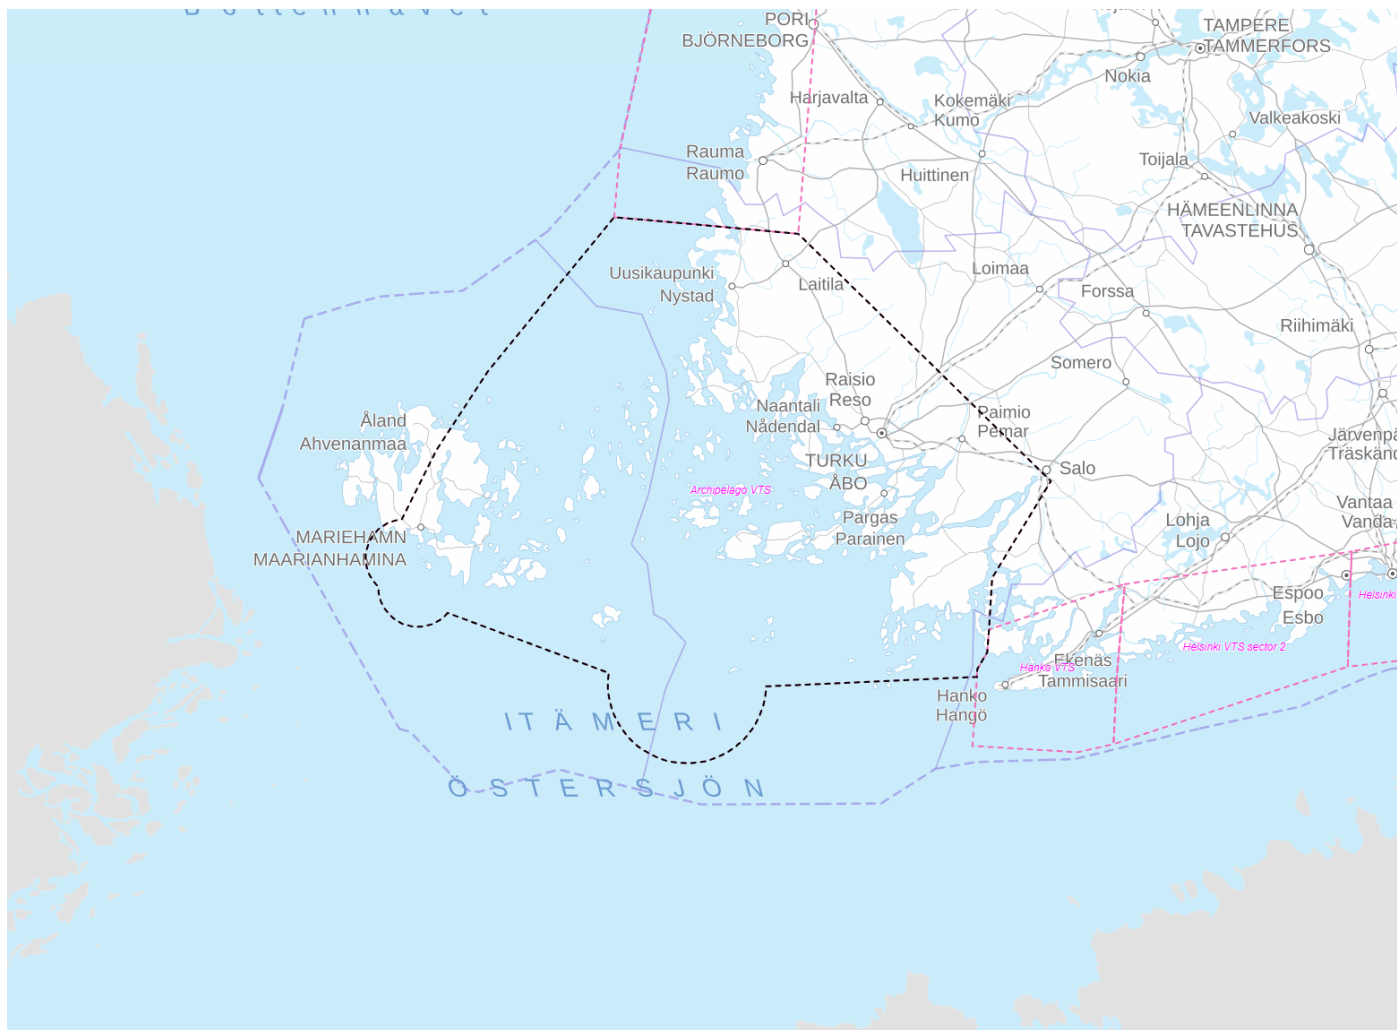 Bottenhavet
PORI
BJÖRNEBORG
TAMPERE
TAMMERFORS
Nokia
Harjavalta
Kokemäki
Kumo
Valkeakoski
Rauma
Raumo
Huittinen
Toijala
HÄMEENLINNA
TAVASTEHUS
Uusikaupunki
Nystad
Laitila
Loimaa
Forssa
Riihimäki
Somero
Raisio
Reso
Naantali
Nådendal
Paimio
Pemar
Åland
Ahvenanmaa
TURKU
ÅBO
Salo
Archipelago VTS
Pargas
Parainen
Lohja
Lojo
Vantaa
Vanda
MARIEHAMN
MAARIANHAMINA
Espoo
Esbo
Helsinki
Helsinki VTS sector 2
Hanko VTS
Ekenäs
Tammisaari
Hanko
Hangö
ITÄMERI
ÖSTERSJÖN